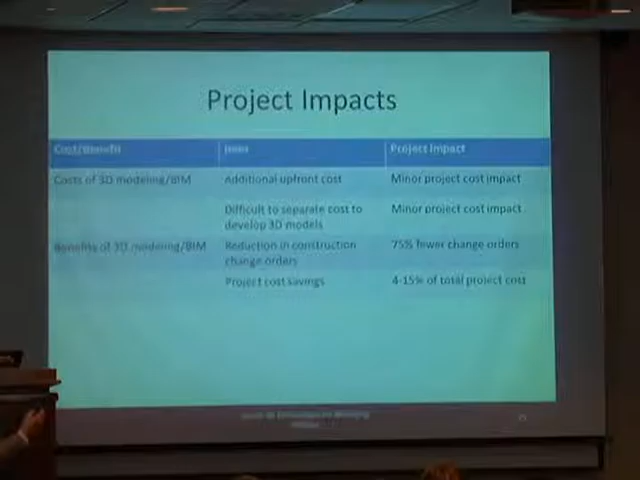 Project Impacts
Cost/Benefit Project Impact
Costs of 3D modeling/BIM Additional upfront cost Minor project cost impact
Difficult to separate cost to Minor project cost impact
develop 3D models
Benefits of 3D modeling/BIM Reduction in construction 75% fewer change orders
change orders
Project cost savings 4-15% of total project cost